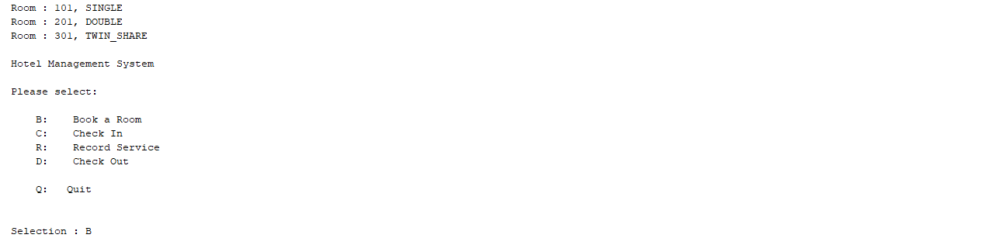 Room : 101, SINGLE
Room : 201, DOUBLE
Room : 301, TWIN_SHARE
Hotel Management System
Please select:
B:    Book a Room
C:    Check In
R:    Record Service
D:    Check Out
Q:   Quit
Selection : B